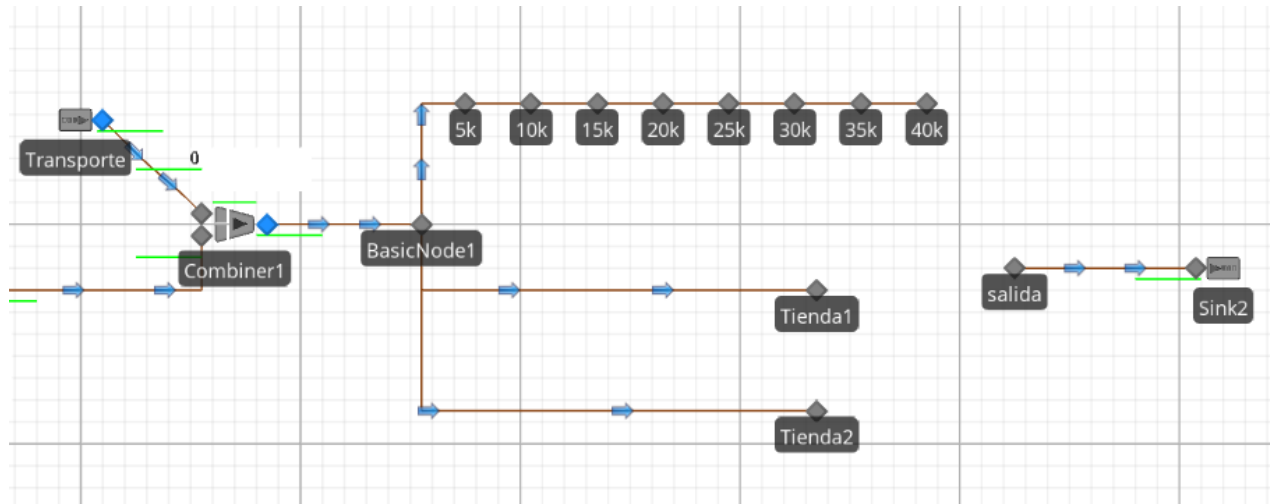 5k
10k
15k
20k
25k
30k
35k
40k
Transporte
0
BasicNode1
Combiner1
salida
Sink2
Tienda1
Tienda2